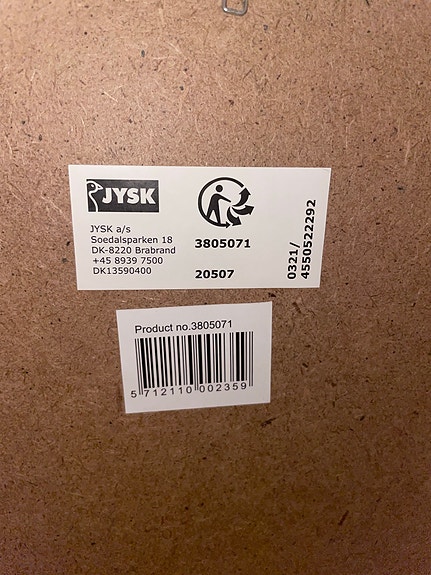 JYSK
JYSK a/s
Soedalsparken 18
DK-8220 Brabrand
+45 8939 7500
DK13590400
3805071
20507
0321/
4550522292
Product no.3805071
5 712110 002359